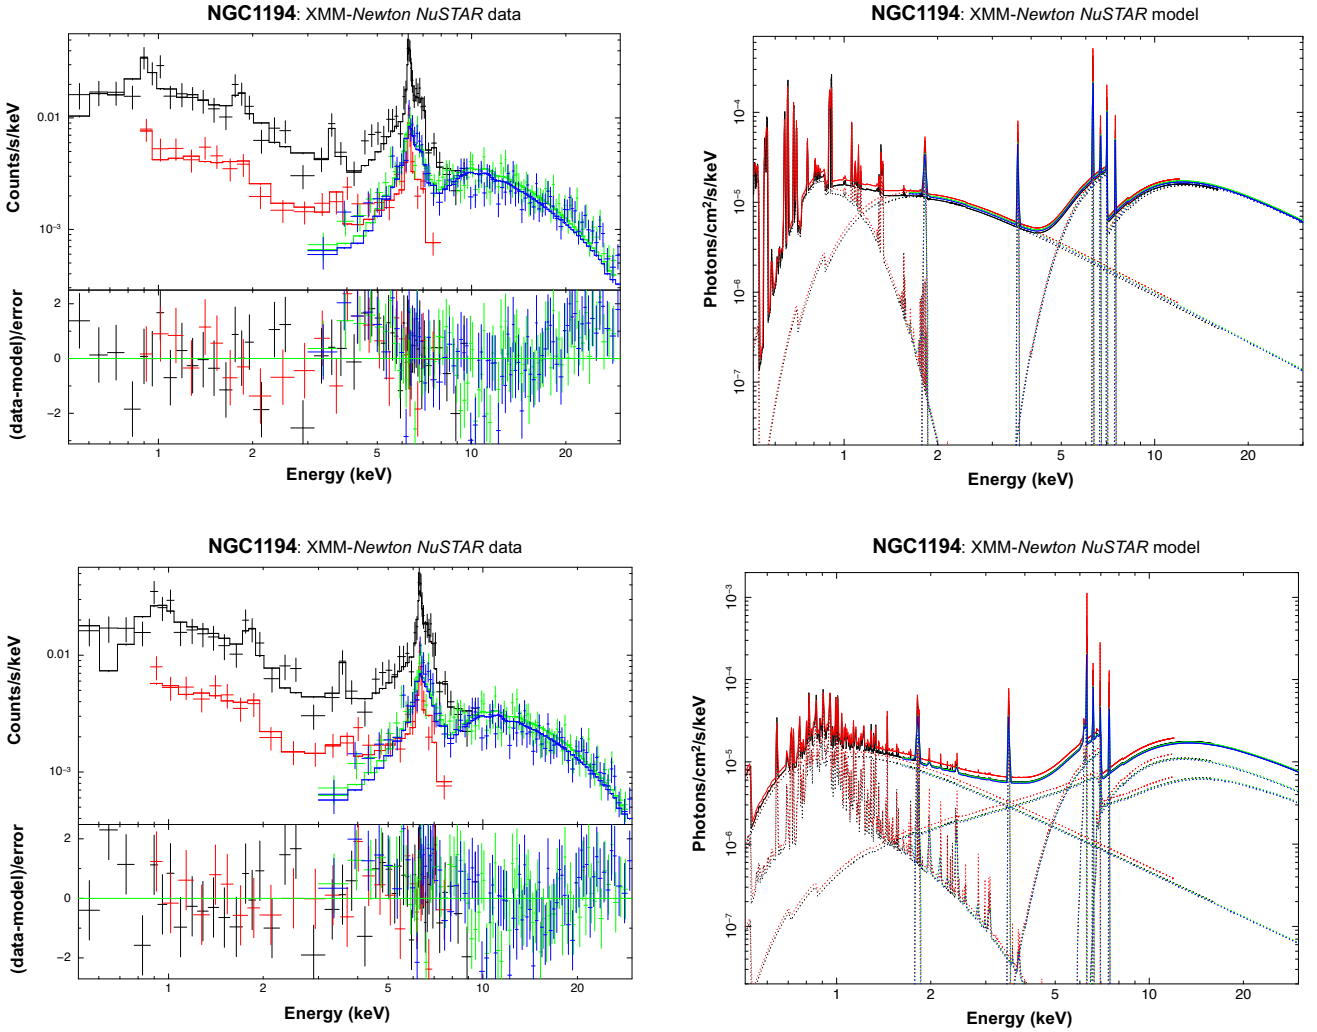 NGC1194: XMM-Newton NuSTAR data
Counts/s/keV
0.01
10⁻³
(data-model)/error
2
0
−2
1 2 5 10 20
Energy (keV)
NGC1194: XMM-Newton NuSTAR model
Photons/cm²/s/keV
10⁻⁴
10⁻⁵
10⁻⁶
10⁻⁷
1 2 5 10 20
Energy (keV)
NGC1194: XMM-Newton NuSTAR data
Counts/s/keV
0.01
10⁻³
(data-model)/error
2
0
−2
1 2 5 10 20
Energy (keV)
NGC1194: XMM-Newton NuSTAR model
Photons/cm²/s/keV
10⁻³
10⁻⁴
10⁻⁵
10⁻⁶
10⁻⁷
1 2 5 10 20
Energy (keV)